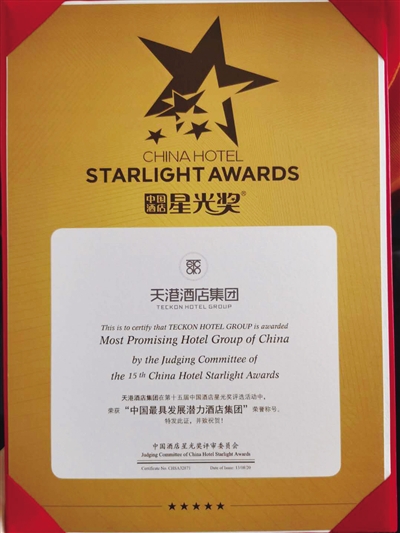 CHINA HOTEL
STARLIGHT AWARDS
中国酒店 星光奖®
天港酒店集团
TECKON HOTEL GROUP
This is to certify that TECKON HOTEL GROUP is awarded
Most Promising Hotel Group of China
by the Judging Committee of
the 15th China Hotel Starlight Awards
天港酒店集团在第十五届中国酒店星光奖评选活动中，
荣获“中国最具发展潜力酒店集团”荣誉称号。
特发此证，并致祝贺！
中国酒店星光奖评审委员会
Judging Committee of China Hotel Starlight Awards
Certificate No. Date of Issue: